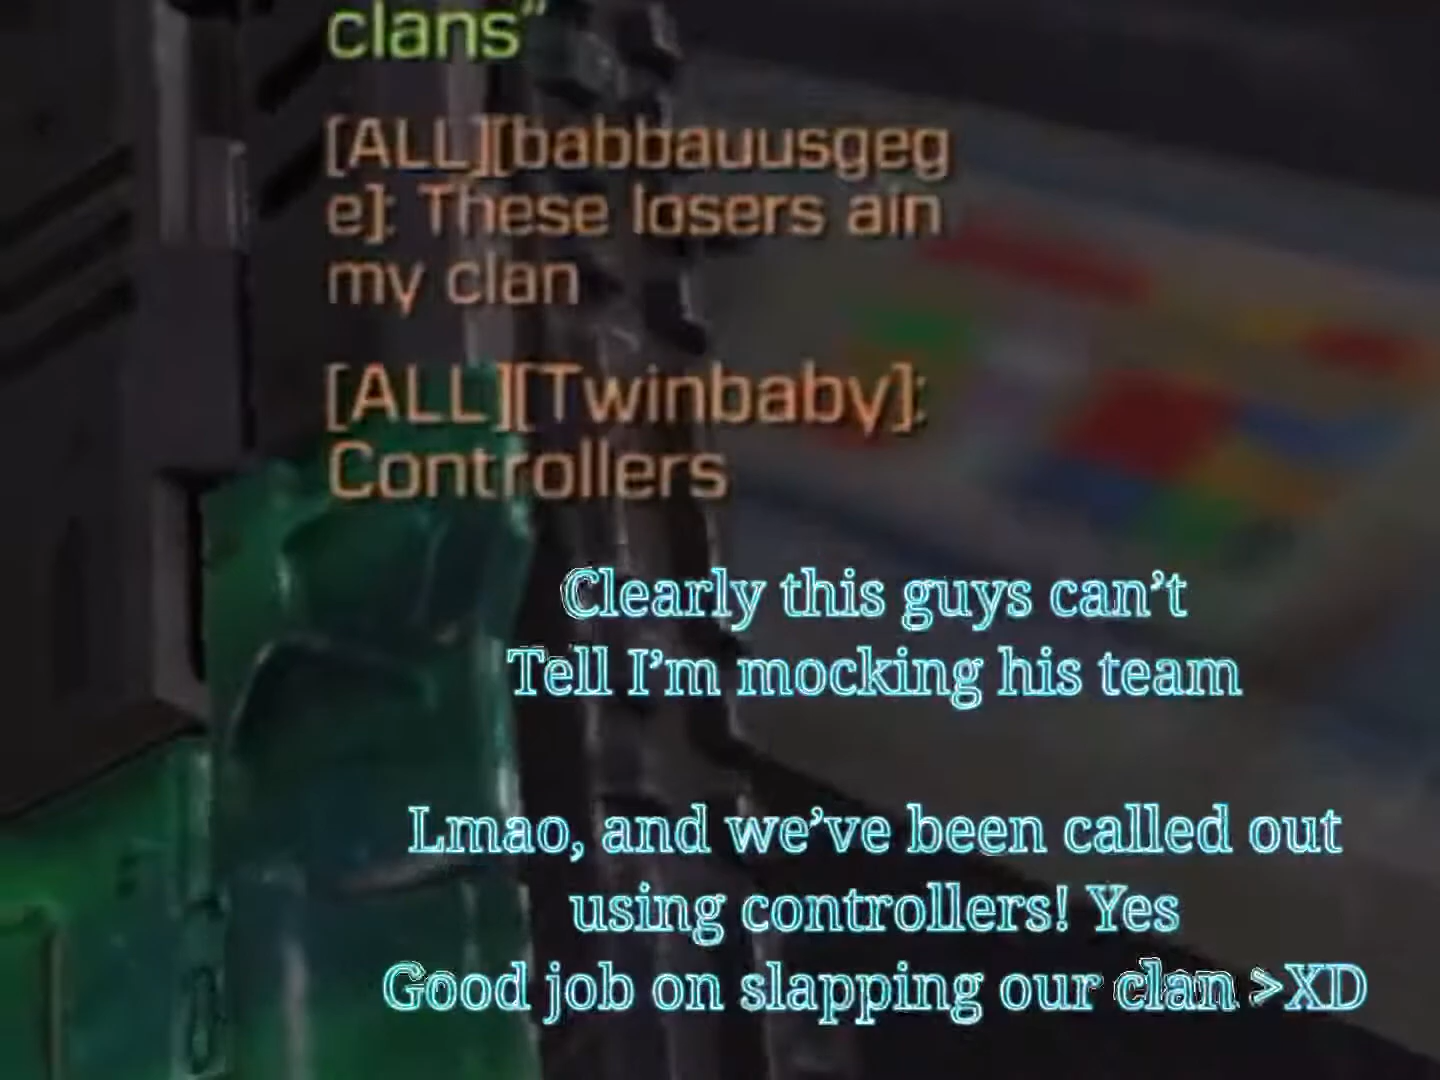 clans”
[ALL][babbauusgeg
e]: These losers ain
my clan
[ALL][Twinbaby]:
Controllers
Clearly this guys can’t
Tell I’m mocking his team
Lmao, and we’ve been called out
using controllers! Yes
Good job on slapping our clan >XD